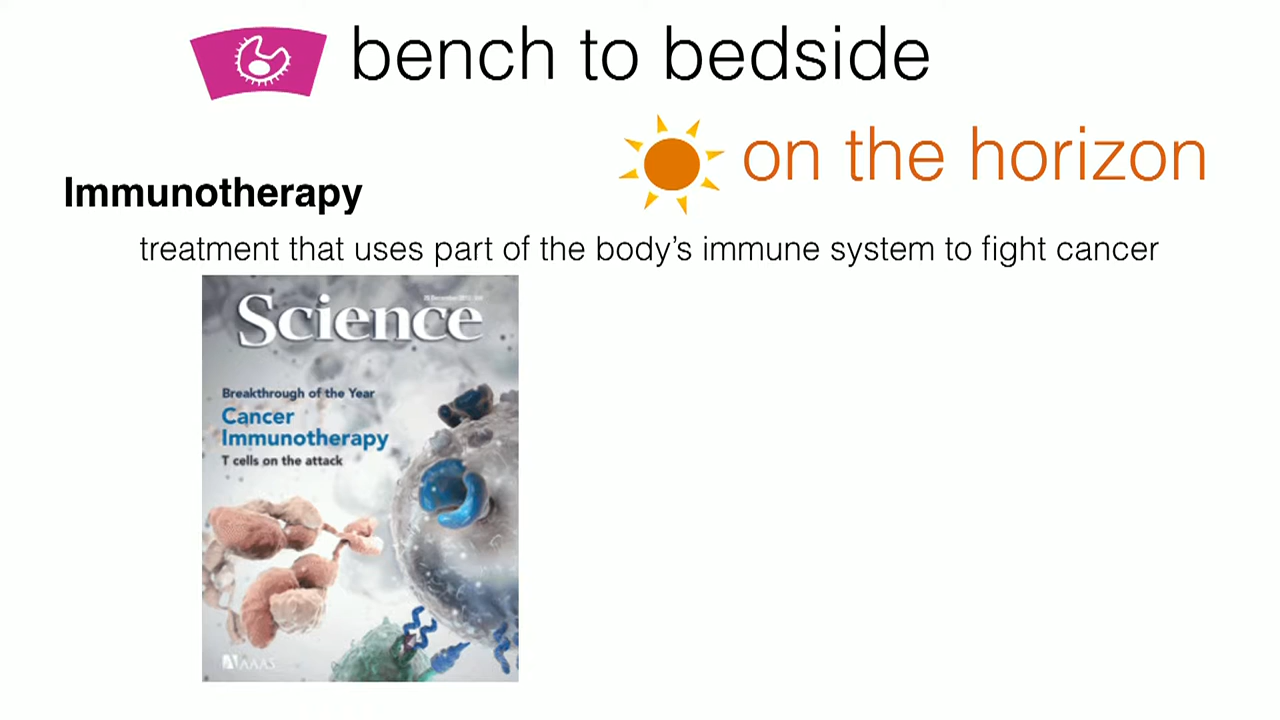 bench to bedside
on the horizon
Immunotherapy
treatment that uses part of the body's immune system to fight cancer
Science
Breakthrough of the Year
Cancer
Immunotherapy
T cells on the attack
AAAS